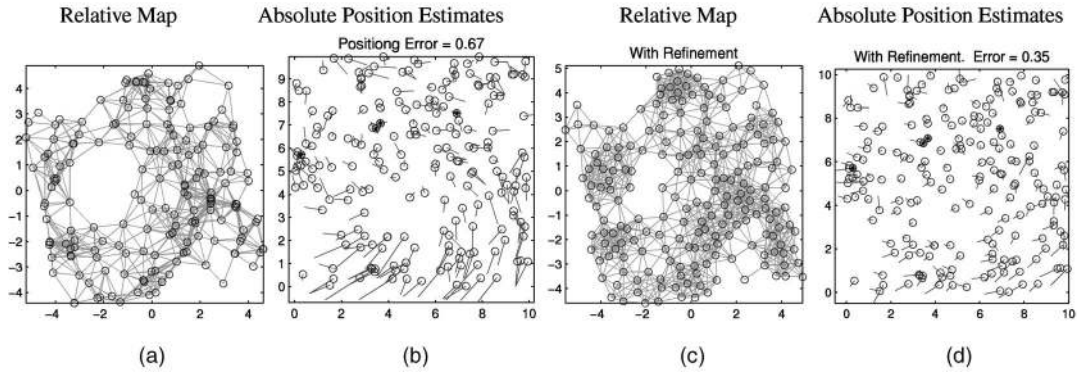 Relative Map
Absolute Position Estimates
Relative Map
Absolute Position Estimates
Positiong Error = 0.67
With Refinement
With Refinement. Error = 0.35
4
3
2
1
0
−1
−2
−3
−4
−4 −2 0 2 4
9
8
7
6
5
4
3
2
1
0
0 2 4 6 8 10
5
4
3
2
1
0
−1
−2
−3
−4
−4 −2 0 2 4
10
8
6
4
2
0
0 2 4 6 8 10
(a)
(b)
(c)
(d)